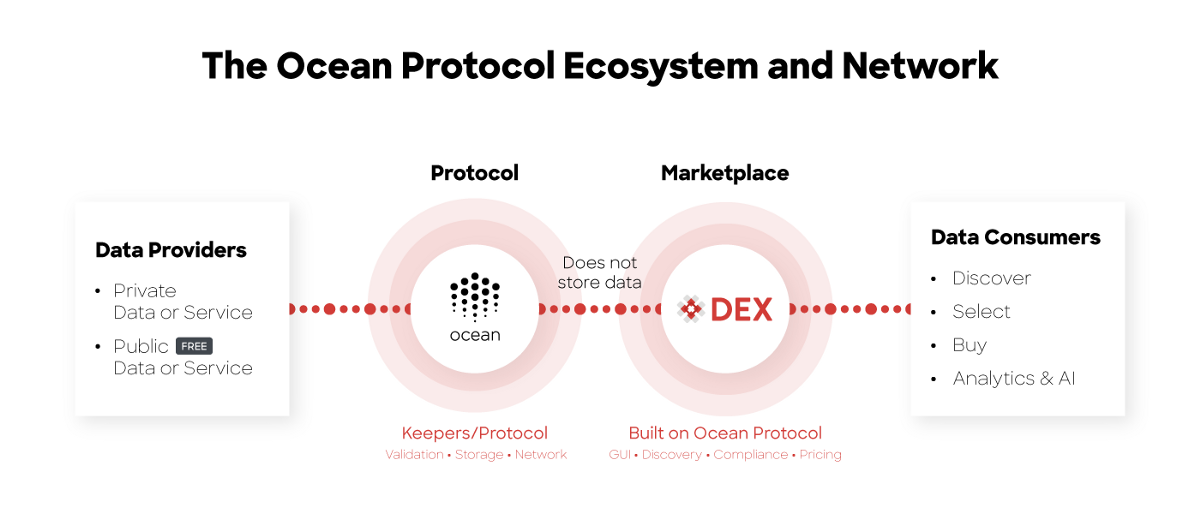 The Ocean Protocol Ecosystem and Network
Protocol
Marketplace
Data Providers
• Private
Data or Service
• Public FREE
Data or Service
ocean
Does not
store data
DEX
Data Consumers
• Discover
• Select
• Buy
• Analytics & AI
Keepers/Protocol
Validation • Storage • Network
Built on Ocean Protocol
GUI • Discovery • Compliance • Pricing